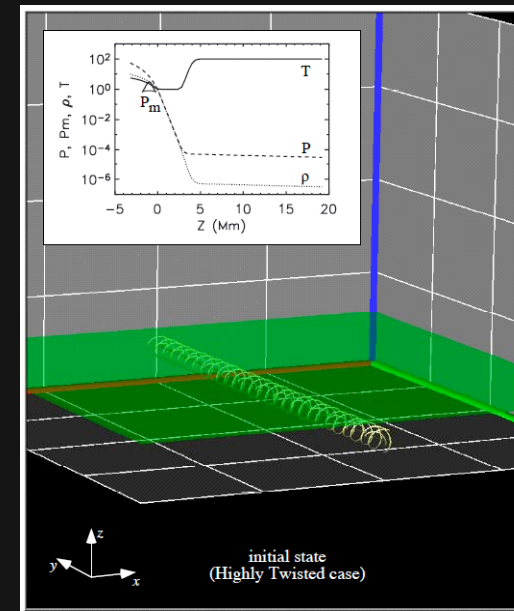 10²
10⁰
10⁻²
10⁻⁴
10⁻⁶
P, Pm, ρ, T
T
Pm
P
ρ
-5 0 5 10 15 20
Z (Mm)
z
y
x
initial state
(Highly Twisted case)